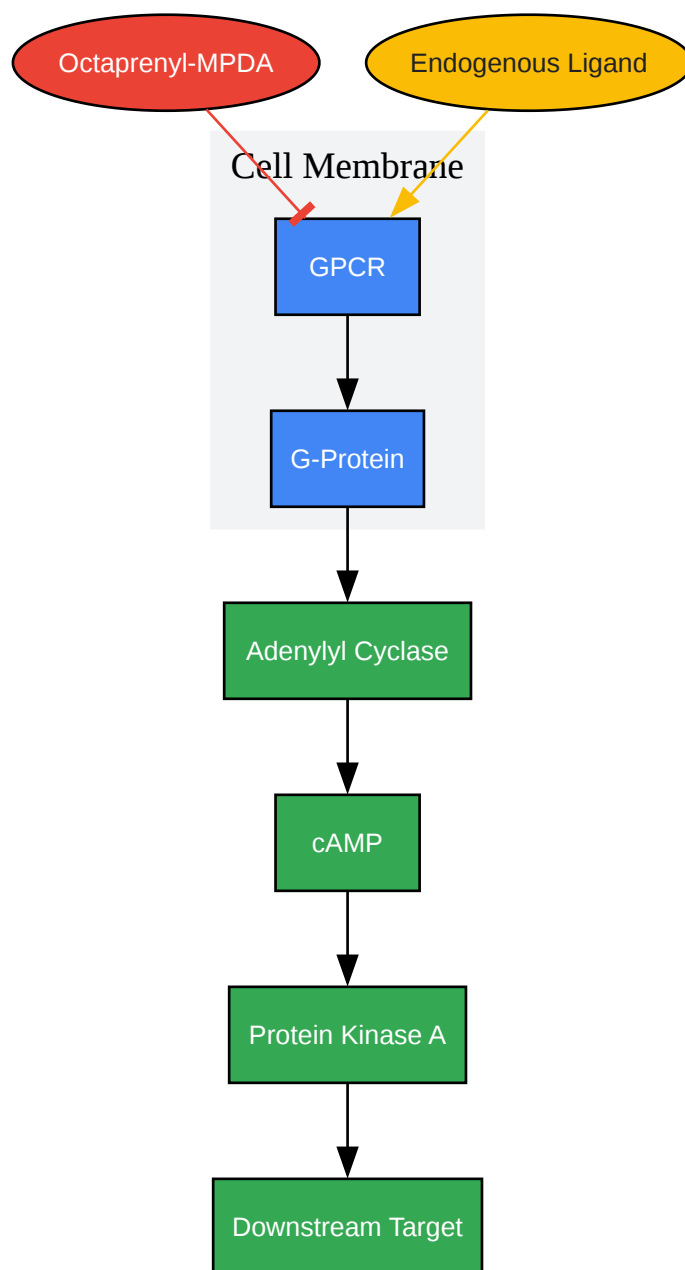 Octaprenyl-MPDA
Endogenous Ligand
Cell Membrane
GPCR
G-Protein
Adenylyl Cyclase
cAMP
Protein Kinase A
Downstream Target